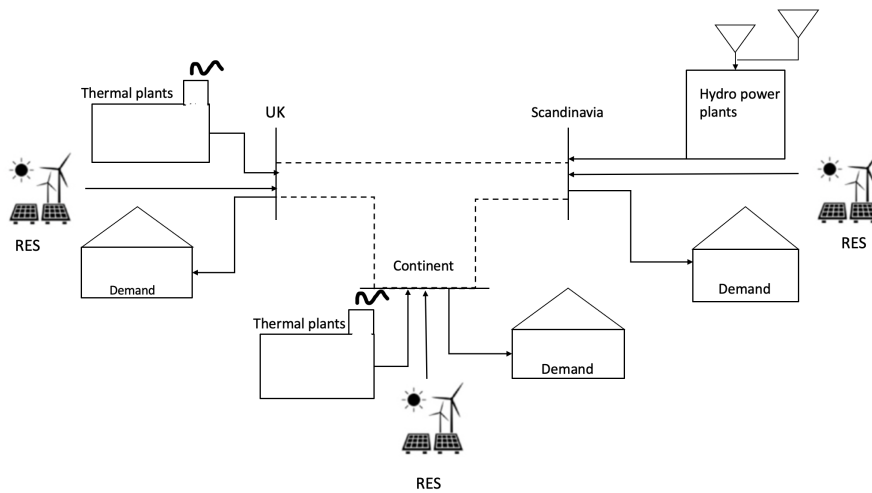 Thermal plants
UK
Scandinavia
Hydro power
plants
RES
Demand
RES
Demand
Continent
Thermal plants
Demand
RES